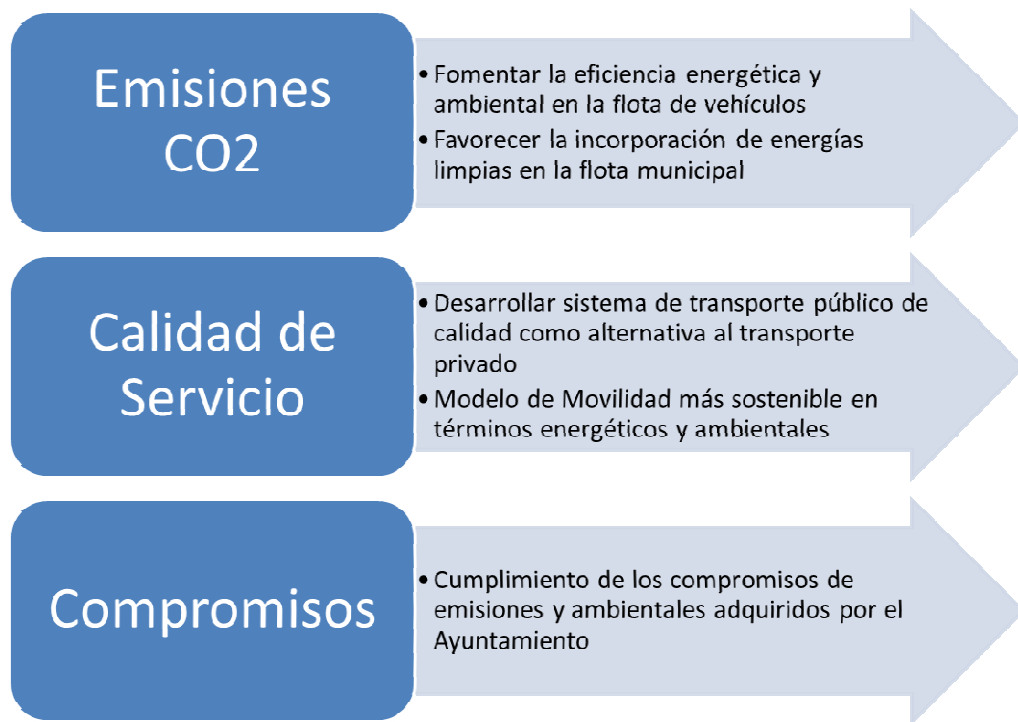 Emisiones
CO2
• Fomentar la eficiencia energética y
ambiental en la flota de vehículos
• Favorecer la incorporación de energías
limpias en la flota municipal
Calidad de
Servicio
• Desarrollar sistema de transporte público de
calidad como alternativa al transporte
privado
• Modelo de Movilidad más sostenible en
términos energéticos y ambientales
Compromisos
• Cumplimiento de los compromisos de
emisiones y ambientales adquiridos por el
Ayuntamiento